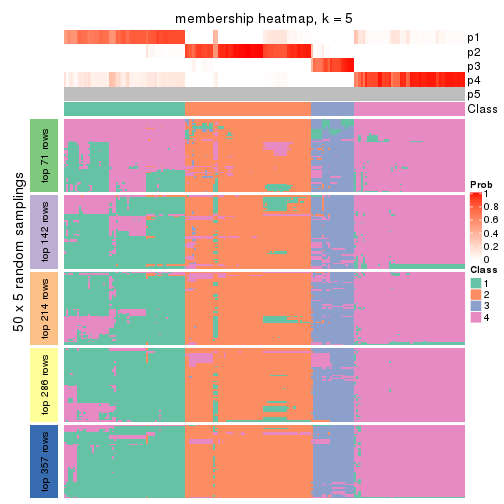 membership heatmap, k = 5
p1
p2
p3
p4
p5
Class
50 x 5 random samplings
top 71 rows
top 142 rows
top 214 rows
top 286 rows
top 357 rows
Prob
1
0.8
0.6
0.4
0.2
0
Class
1
2
3
4